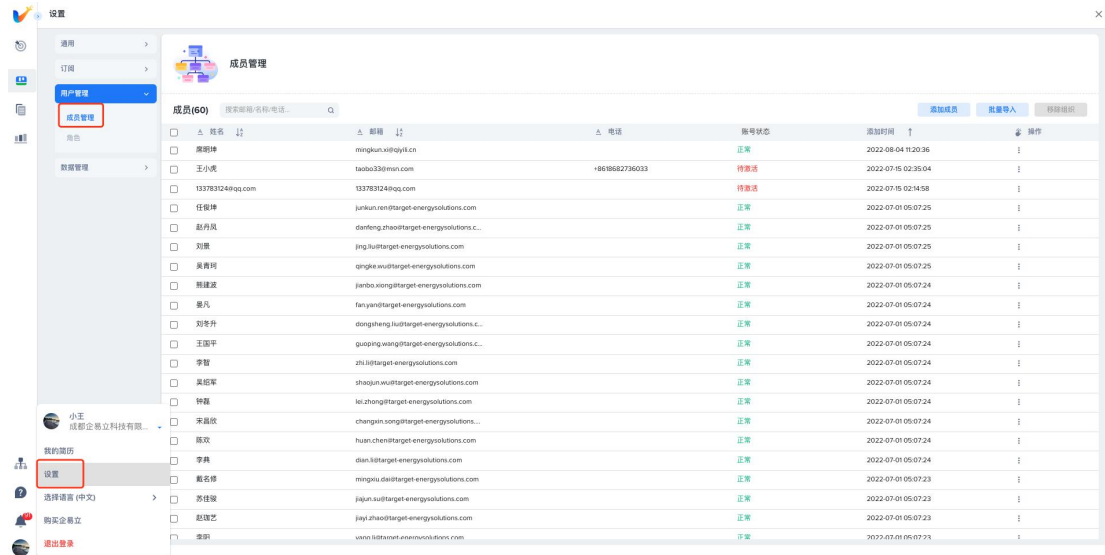 设置
通用
订阅
用户管理
成员管理
角色
数据管理
成员管理
成员(60) 搜索邮箱/名称/电话... 添加成员 批量导入 移除组织
姓名 邮箱 电话 账号状态 添加时间 操作
席明坤 mingkun.xi@qiyili.cn 正常 2022-08-04 11:20:36
王小虎 taobo33@msn.com +8618682736033 待激活 2022-07-15 02:35:04
133783124@qq.com 133783124@qq.com 待激活 2022-07-15 02:14:58
任俊坤 junkun.ren@target-energysolutions.com 正常 2022-07-01 05:07:25
赵丹凤 danfeng.zhao@target-energysolutions.c... 正常 2022-07-01 05:07:25
刘景 jing.liu@target-energysolutions.com 正常 2022-07-01 05:07:25
吴青珂 qingke.wu@target-energysolutions.com 正常 2022-07-01 05:07:25
熊建波 jianbo.xiong@target-energysolutions.com 正常 2022-07-01 05:07:24
晏凡 fan.yan@target-energysolutions.com 正常 2022-07-01 05:07:24
刘冬升 dongsheng.liu@target-energysolutions.c... 正常 2022-07-01 05:07:24
王国平 guoping.wang@target-energysolutions.c... 正常 2022-07-01 05:07:24
李智 zhi.li@target-energysolutions.com 正常 2022-07-01 05:07:24
吴绍军 shaojun.wu@target-energysolutions.com 正常 2022-07-01 05:07:24
钟磊 lei.zhong@target-energysolutions.com 正常 2022-07-01 05:07:24
宋昌欣 changxin.song@target-energysolutions.... 正常 2022-07-01 05:07:24
陈欢 huan.chen@target-energysolutions.com 正常 2022-07-01 05:07:24
李典 dian.li@target-energysolutions.com 正常 2022-07-01 05:07:24
戴名修 mingxiu.dai@target-energysolutions.com 正常 2022-07-01 05:07:23
苏佳骏 jiajun.su@target-energysolutions.com 正常 2022-07-01 05:07:23
赵珈艺 jiayi.zhao@target-energysolutions.com 正常 2022-07-01 05:07:23
李阳 yang.li@target-energysolutions.com 正常 2022-07-01 05:07:23
小王
成都企易立科技有限...
我的简历
设置
选择语言 (中文)
购买企易立
退出登录